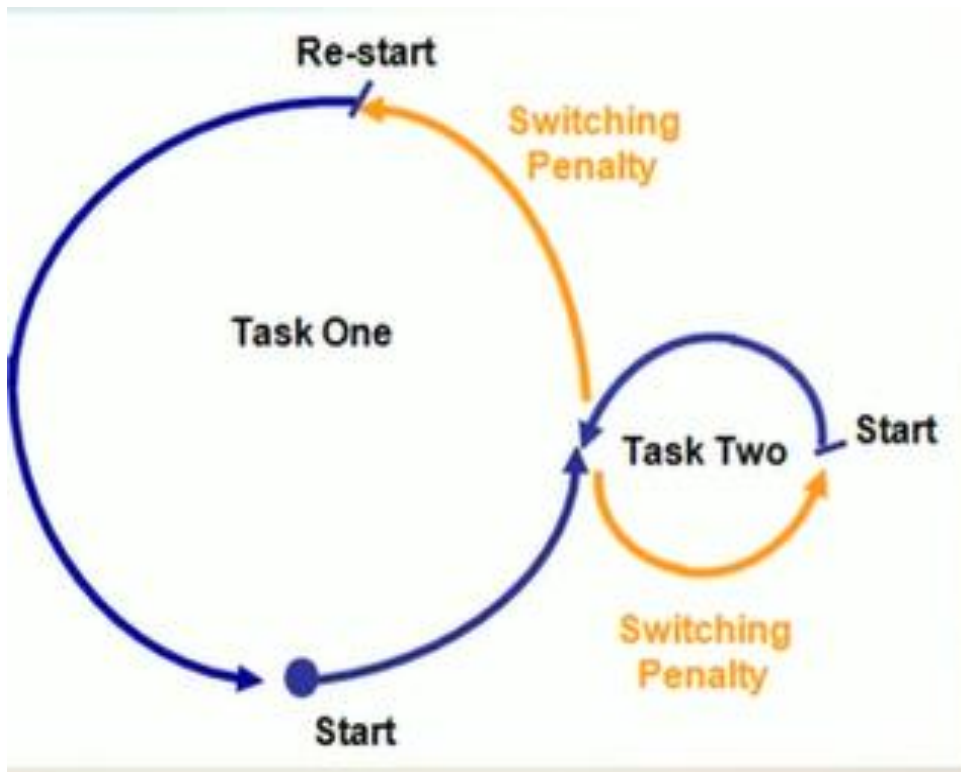 Re-start
Switching
Penalty
Task One
Start
Task Two
Switching
Penalty
Start